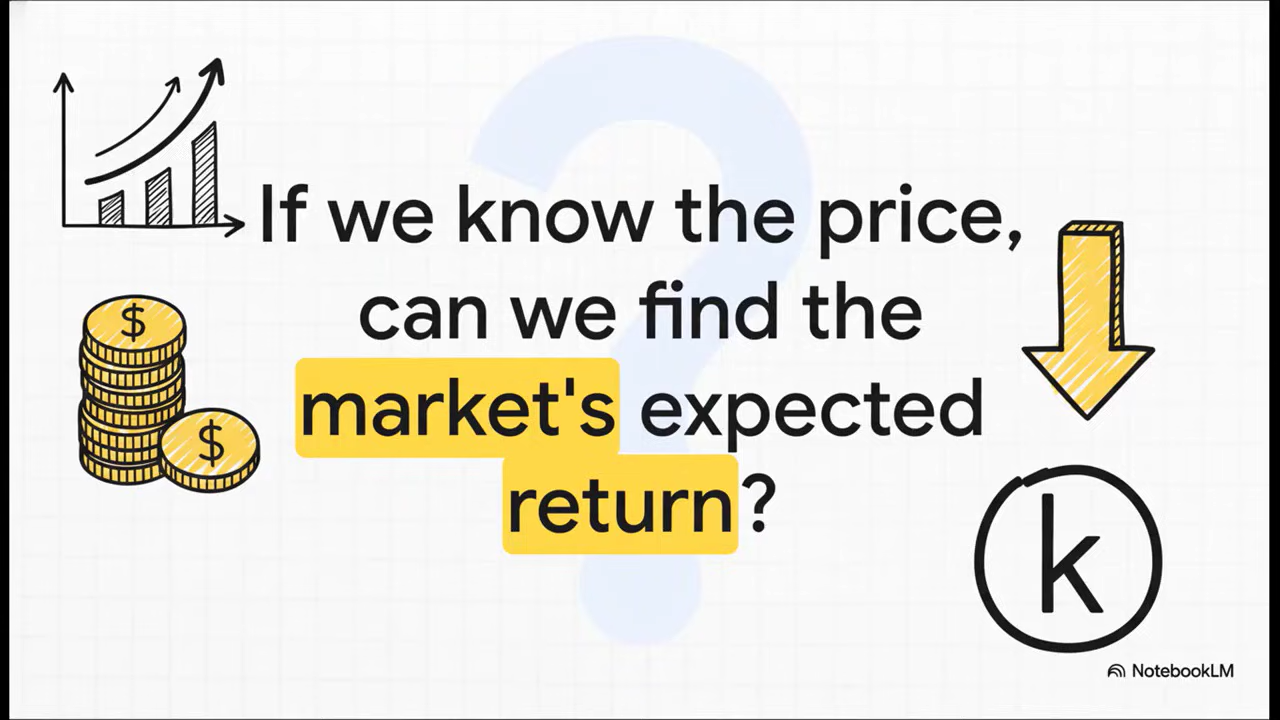 If we know the price,
can we find the
market's expected
return?
$
$
k
NotebookLM